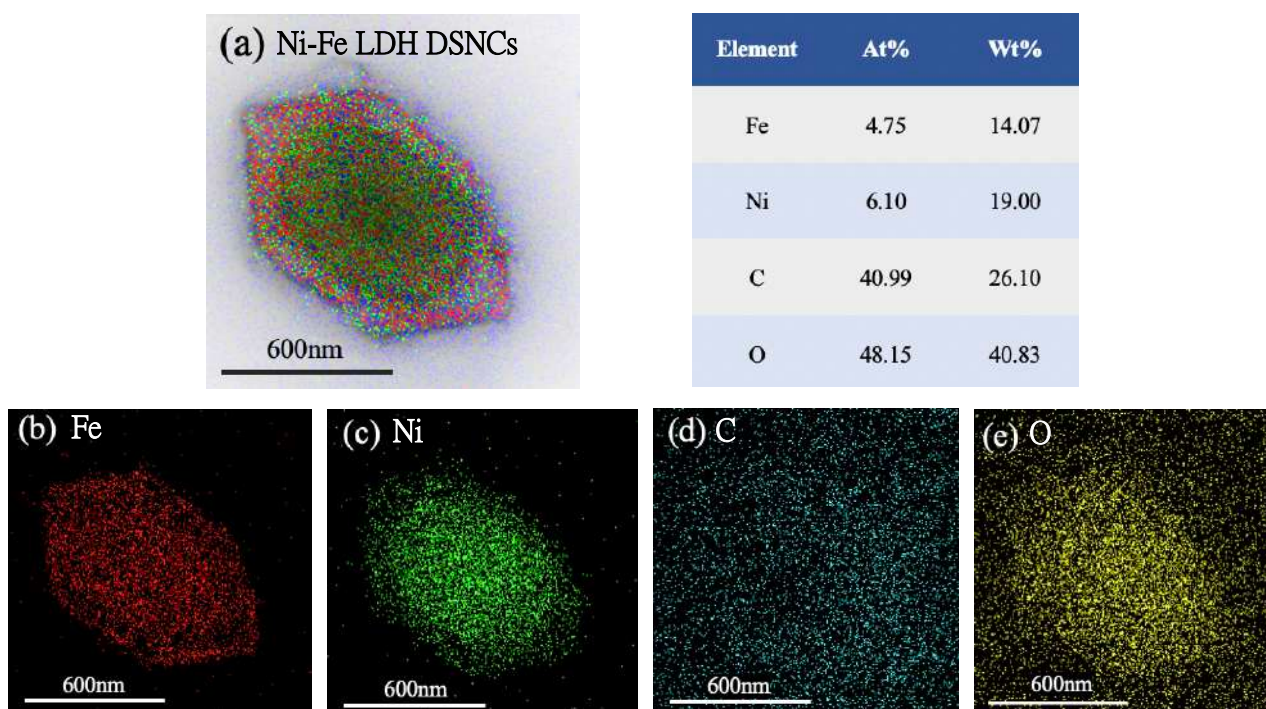 (a) Ni-Fe LDH DSNCs
600nm
Element At% Wt%
Fe 4.75 14.07
Ni 6.10 19.00
C 40.99 26.10
O 48.15 40.83
(b) Fe
600nm
(c) Ni
600nm
(d) C
600nm
(e) O
600nm